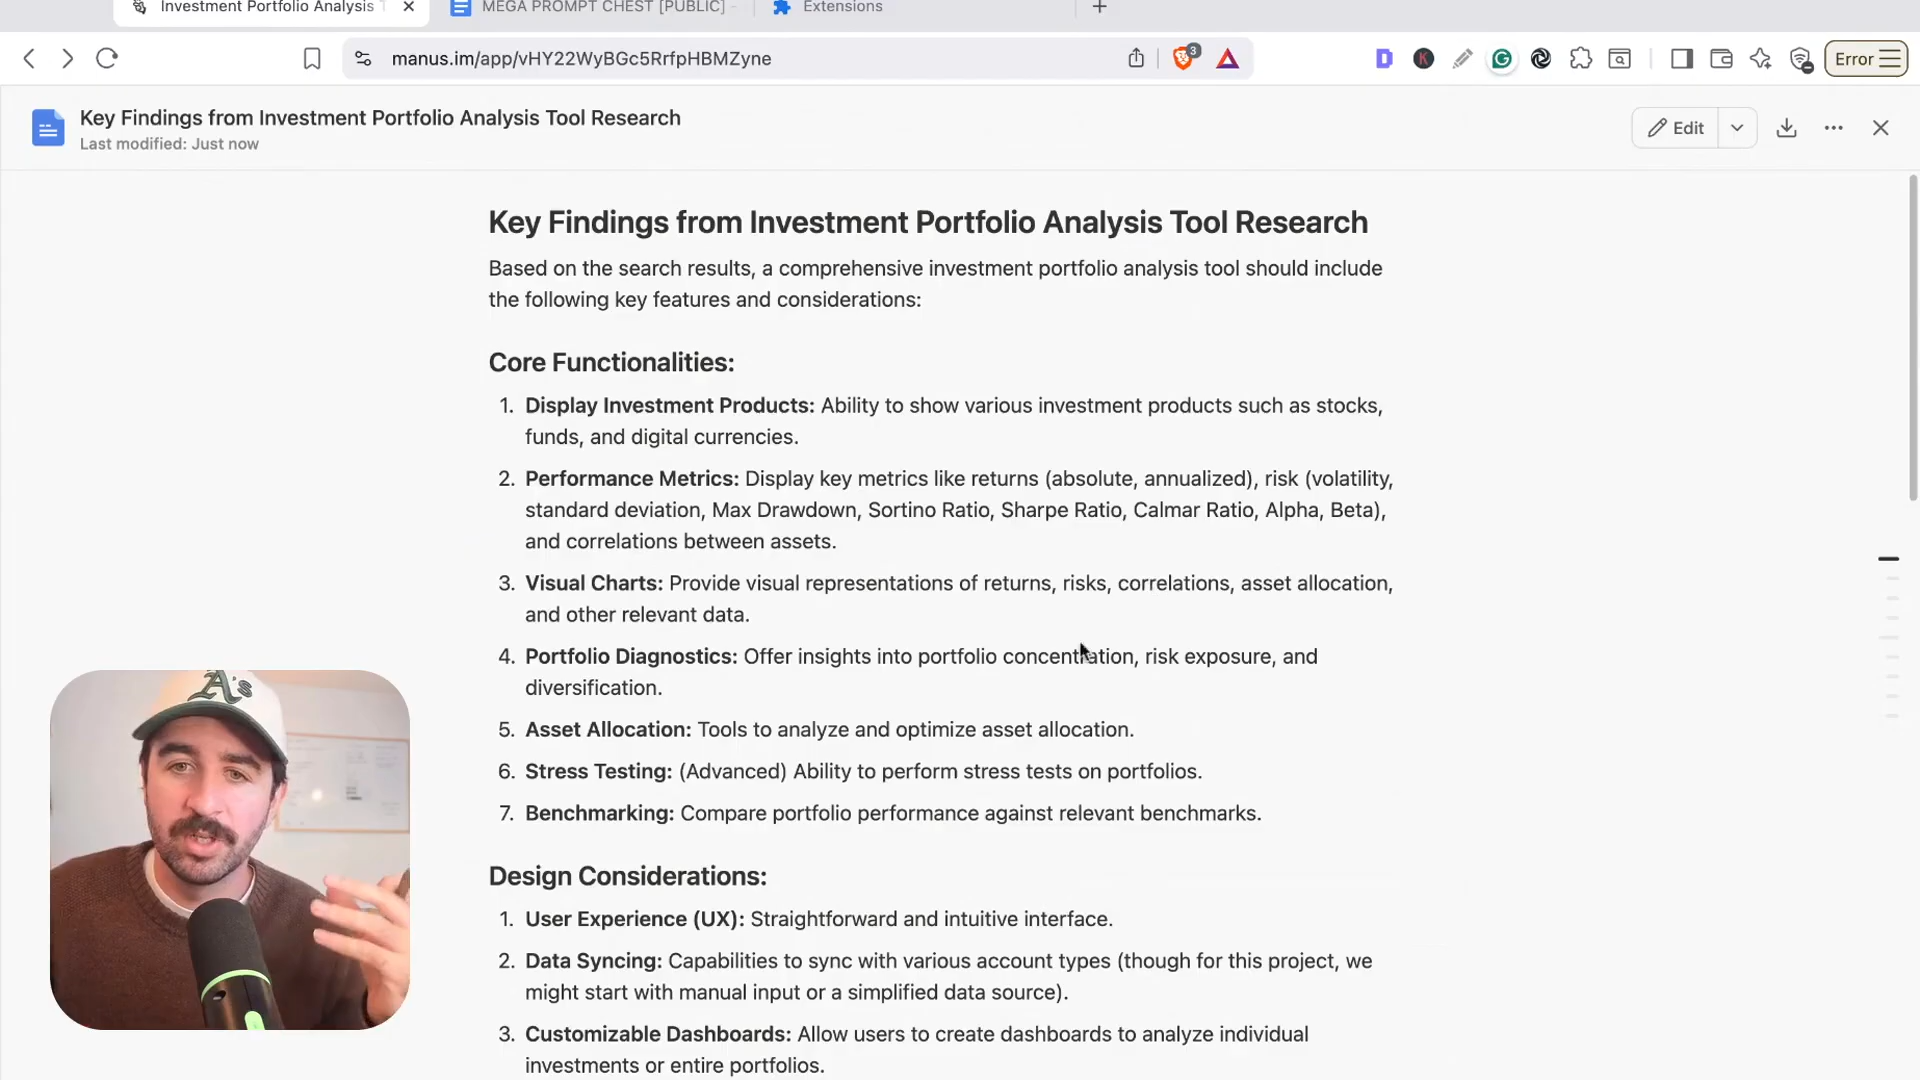 Investment Portfolio Analysis T
MEGA PROMPT CHEST [PUBLIC] -
Extensions
manus.im/app/vHY22WyBGc5RrfpHBMZyne
3
K
Error
Key Findings from Investment Portfolio Analysis Tool Research
Last modified: Just now
Edit
Key Findings from Investment Portfolio Analysis Tool Research
Based on the search results, a comprehensive investment portfolio analysis tool should include
the following key features and considerations:
Core Functionalities:
1. Display Investment Products: Ability to show various investment products such as stocks,
funds, and digital currencies.
2. Performance Metrics: Display key metrics like returns (absolute, annualized), risk (volatility,
standard deviation, Max Drawdown, Sortino Ratio, Sharpe Ratio, Calmar Ratio, Alpha, Beta),
and correlations between assets.
3. Visual Charts: Provide visual representations of returns, risks, correlations, asset allocation,
and other relevant data.
4. Portfolio Diagnostics: Offer insights into portfolio concentration, risk exposure, and
diversification.
5. Asset Allocation: Tools to analyze and optimize asset allocation.
6. Stress Testing: (Advanced) Ability to perform stress tests on portfolios.
7. Benchmarking: Compare portfolio performance against relevant benchmarks.
Design Considerations:
1. User Experience (UX): Straightforward and intuitive interface.
2. Data Syncing: Capabilities to sync with various account types (though for this project, we
might start with manual input or a simplified data source).
3. Customizable Dashboards: Allow users to create dashboards to analyze individual
investments or entire portfolios.
A's